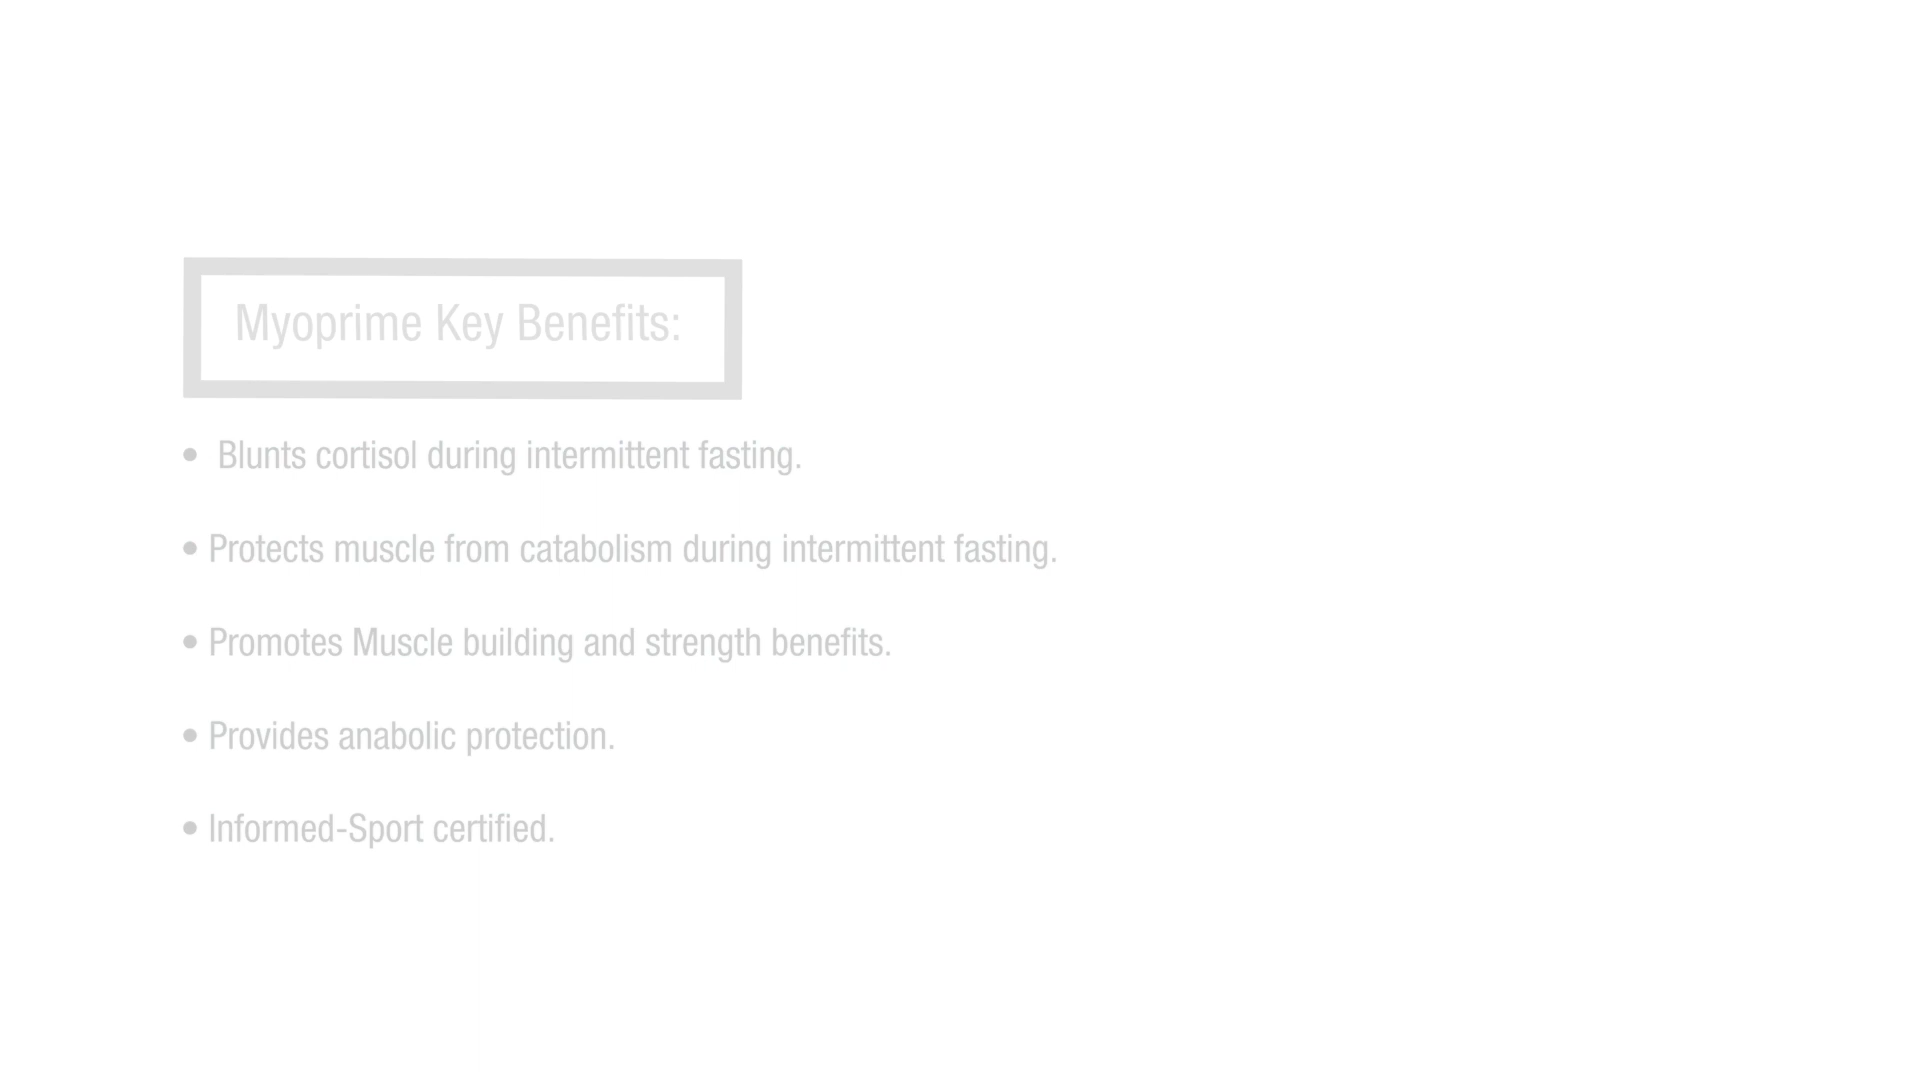 Myoprime Key Benefits:
• Blunts cortisol during intermittent fasting.
• Protects muscle from catabolism during intermittent fasting.
• Promotes Muscle building and strength benefits.
• Provides anabolic protection.
• Informed-Sport certified.